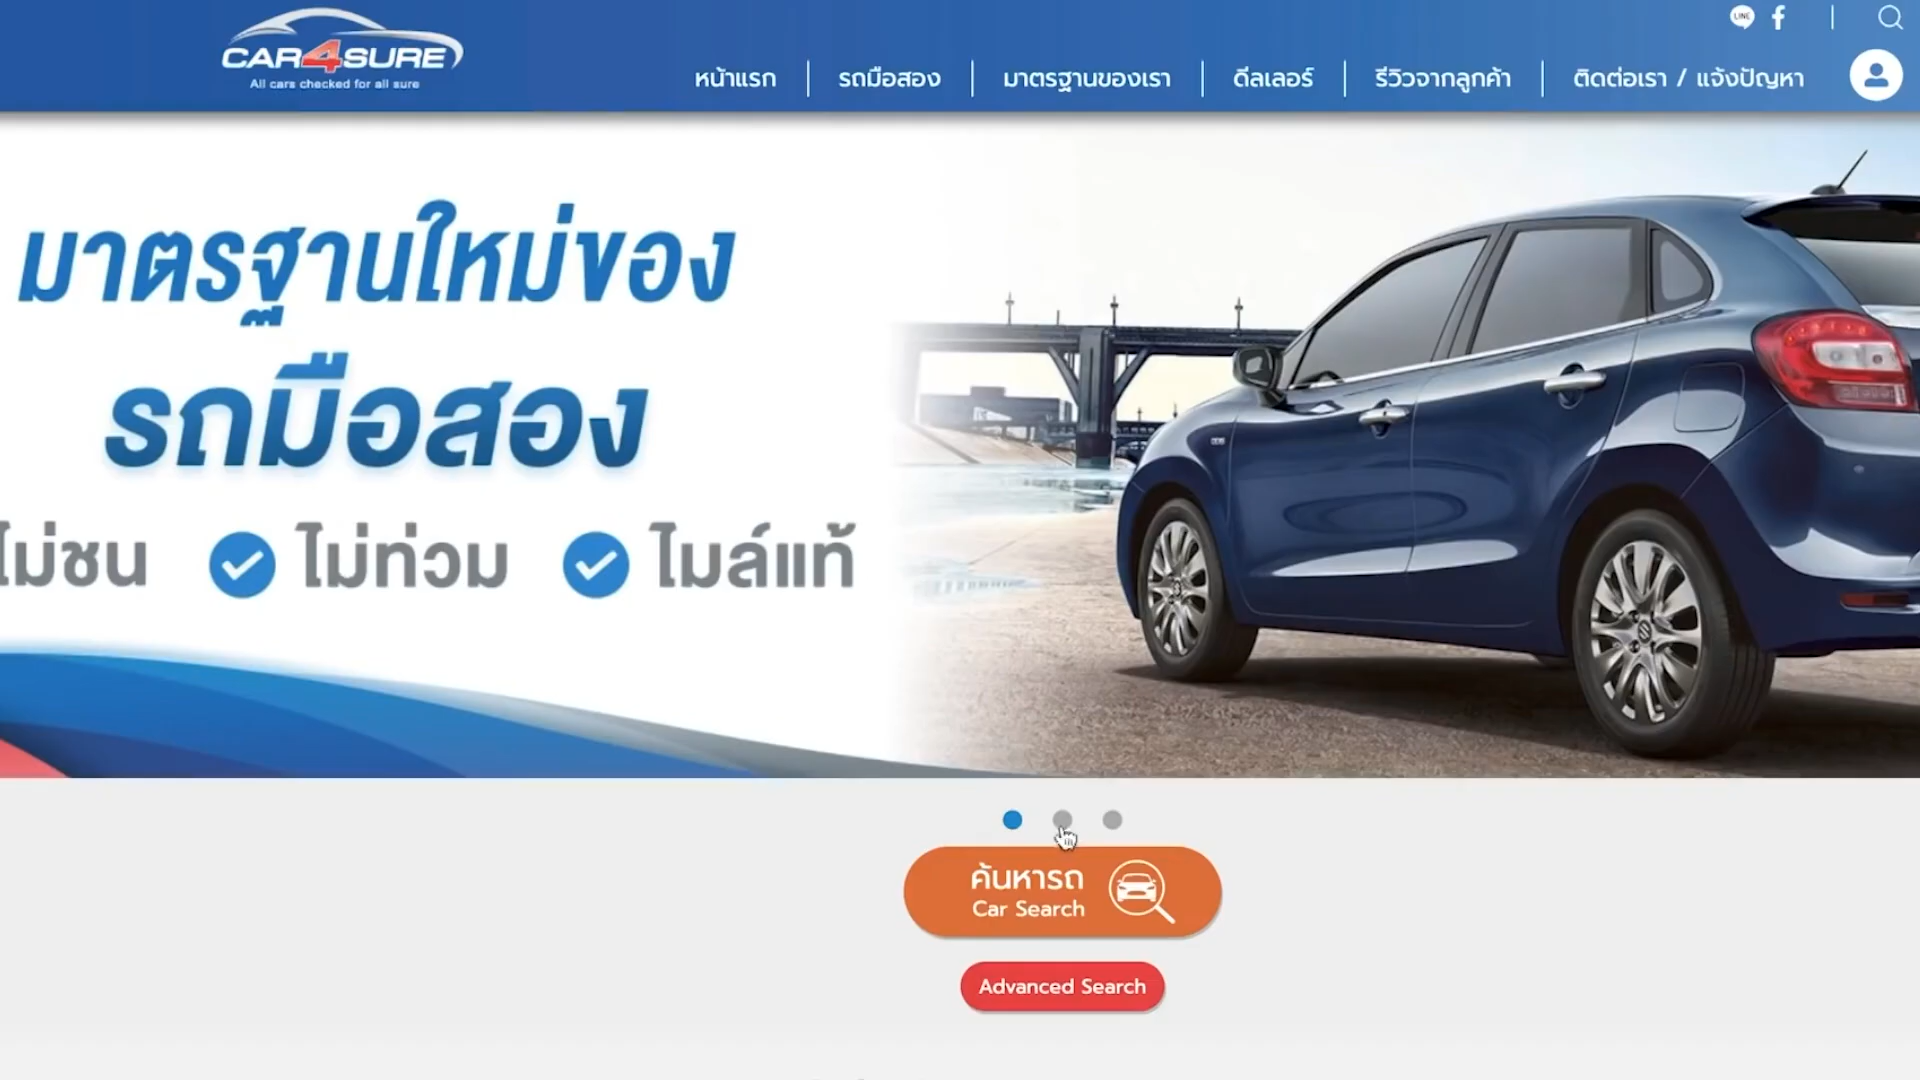 CAR4SURE
All cars checked for all sure
LINE
หน้าแรก
รถมือสอง
มาตรฐานของเรา
ดีลเลอร์
รีวิวจากลูกค้า
ติดต่อเรา / แจ้งปัญหา
มาตรฐานใหม่ของ
รถมือสอง
ไม่ชน
ไม่ท่วม
ไมล์แท้
ค้นหารถ
Car Search
Advanced Search